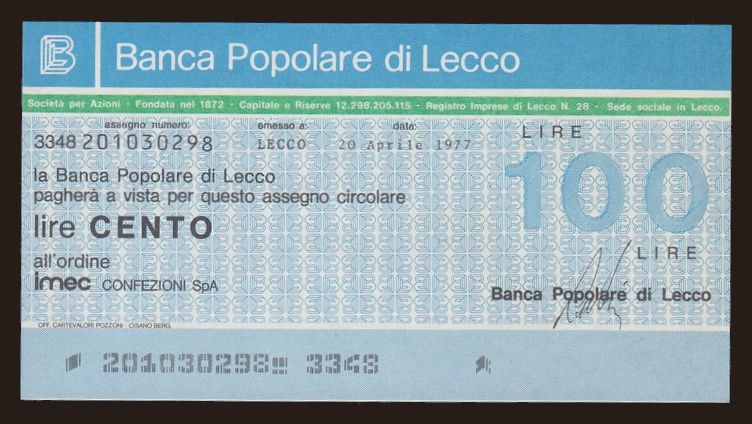 B
Banca Popolare di Lecco
Società per Azioni - Fondata nel 1872 - Capitale e Riserve 12.298.205.115 - Registro Imprese di Lecco N. 28 - Sede sociale in Lecco.
assegno numero: emesso a: data:
3348 201030298 LECCO 20 Aprile 1977
LIRE
100
la Banca Popolare di Lecco
pagherà a vista per questo assegno circolare
lire CENTO
LIRE
all'ordine
imec CONFEZIONI SpA
Banca Popolare di Lecco
OFF. CARTEVALORI POZZONI - CISANO BERG.
201030298 3348